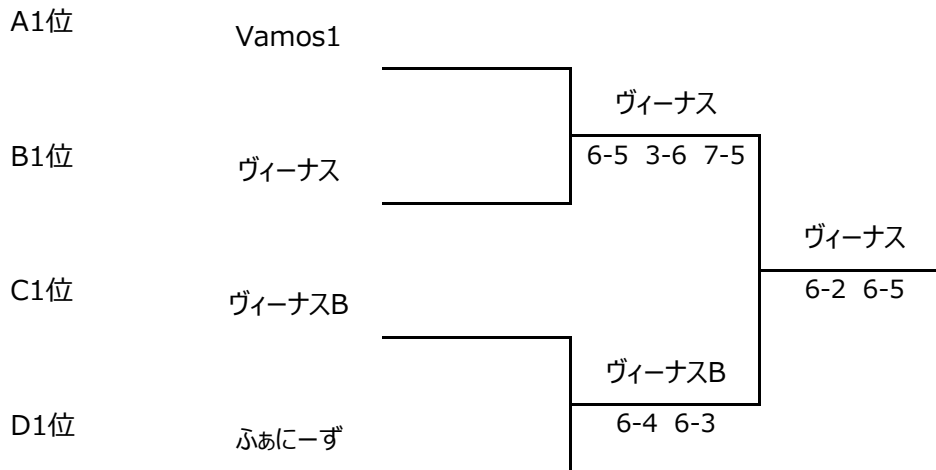 A1位
Vamos1
ヴィーナス
B1位
ヴィーナス
6-5 3-6 7-5
ヴィーナス
C1位
ヴィーナスB
6-2 6-5
ヴィーナスB
D1位
ふぁにーず
6-4 6-3